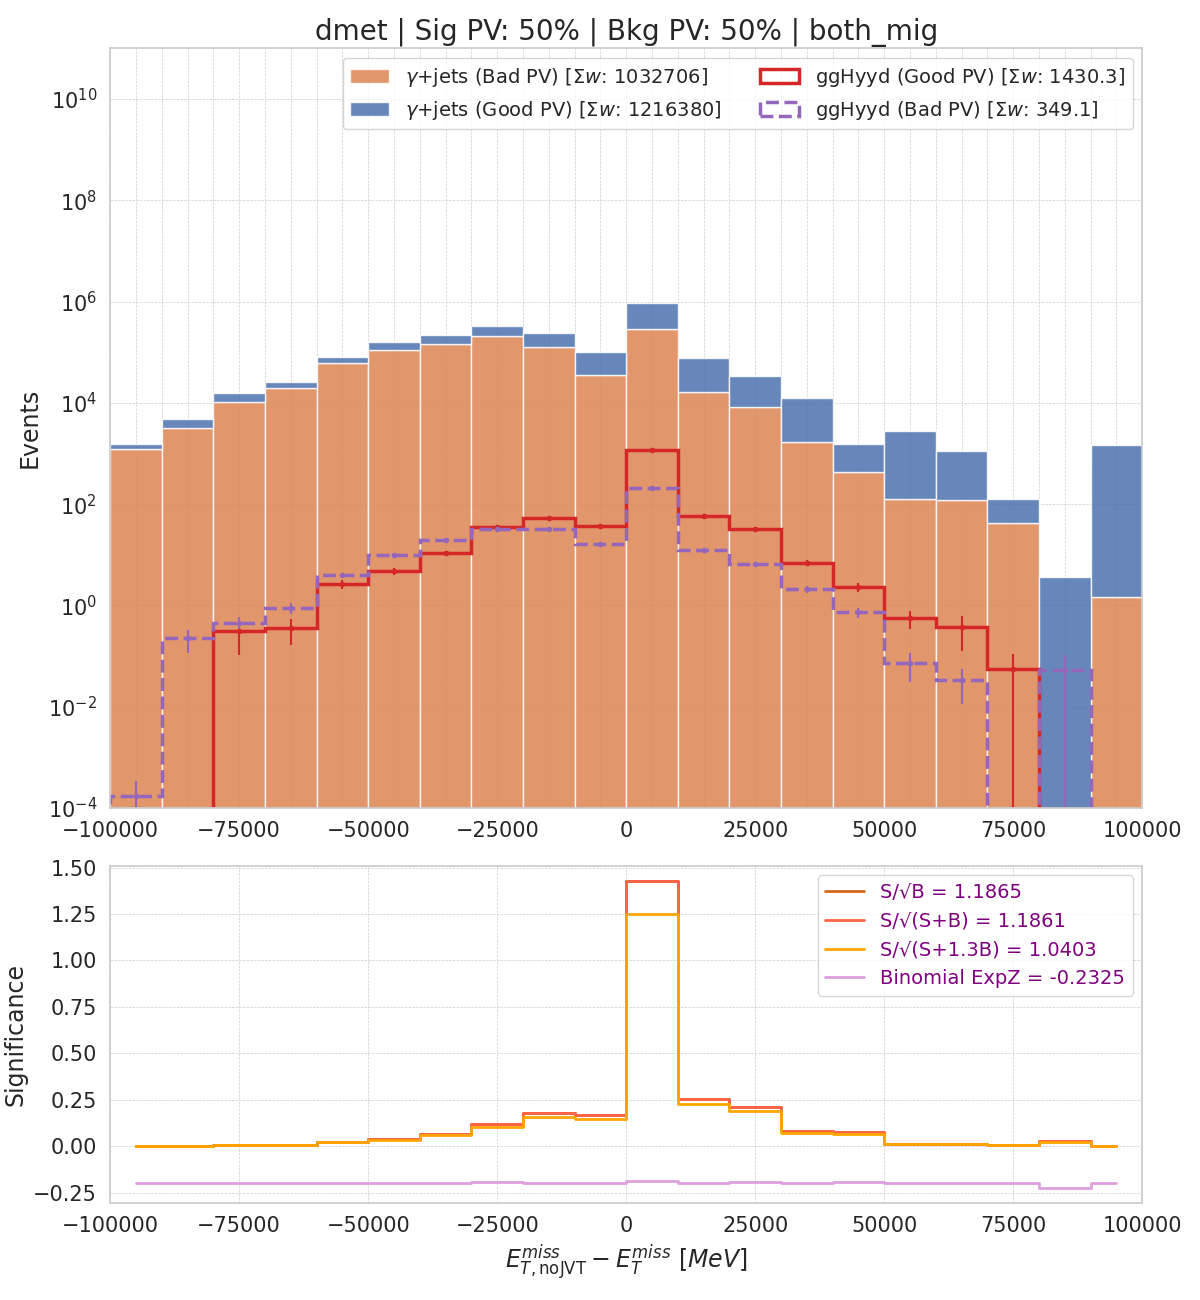 dmet | Sig PV: 50% | Bkg PV: 50% | both_mig
γ+jets (Bad PV) [Σw: 1032706]
γ+jets (Good PV) [Σw: 1216380]
ggHyyd (Good PV) [Σw: 1430.3]
ggHyyd (Bad PV) [Σw: 349.1]
Events
10^10
10^8
10^6
10^4
10^2
10^0
10^−2
10^−4
−100000 −75000 −50000 −25000 0 25000 50000 75000 100000
Significance
1.50
1.25
1.00
0.75
0.50
0.25
0.00
−0.25
S/√B = 1.1865
S/√(S+B) = 1.1861
S/√(S+1.3B) = 1.0403
Binomial ExpZ = -0.2325
−100000 −75000 −50000 −25000 0 25000 50000 75000 100000
E_{T,noJVT}^{miss} − E_T^{miss} [MeV]